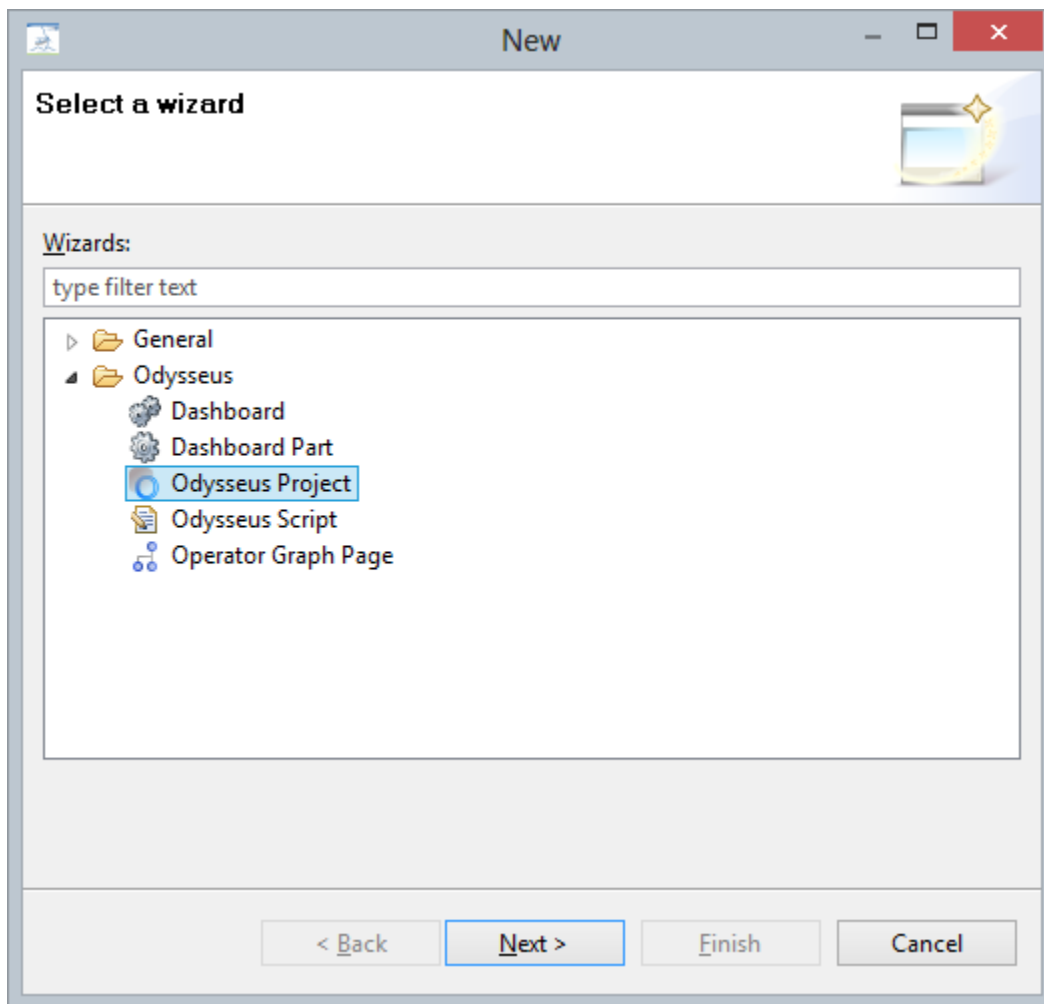 New
Select a wizard
Wizards:
type filter text
General
Odysseus
Dashboard
Dashboard Part
Odysseus Project
Odysseus Script
Operator Graph Page
< Back Next > Finish Cancel